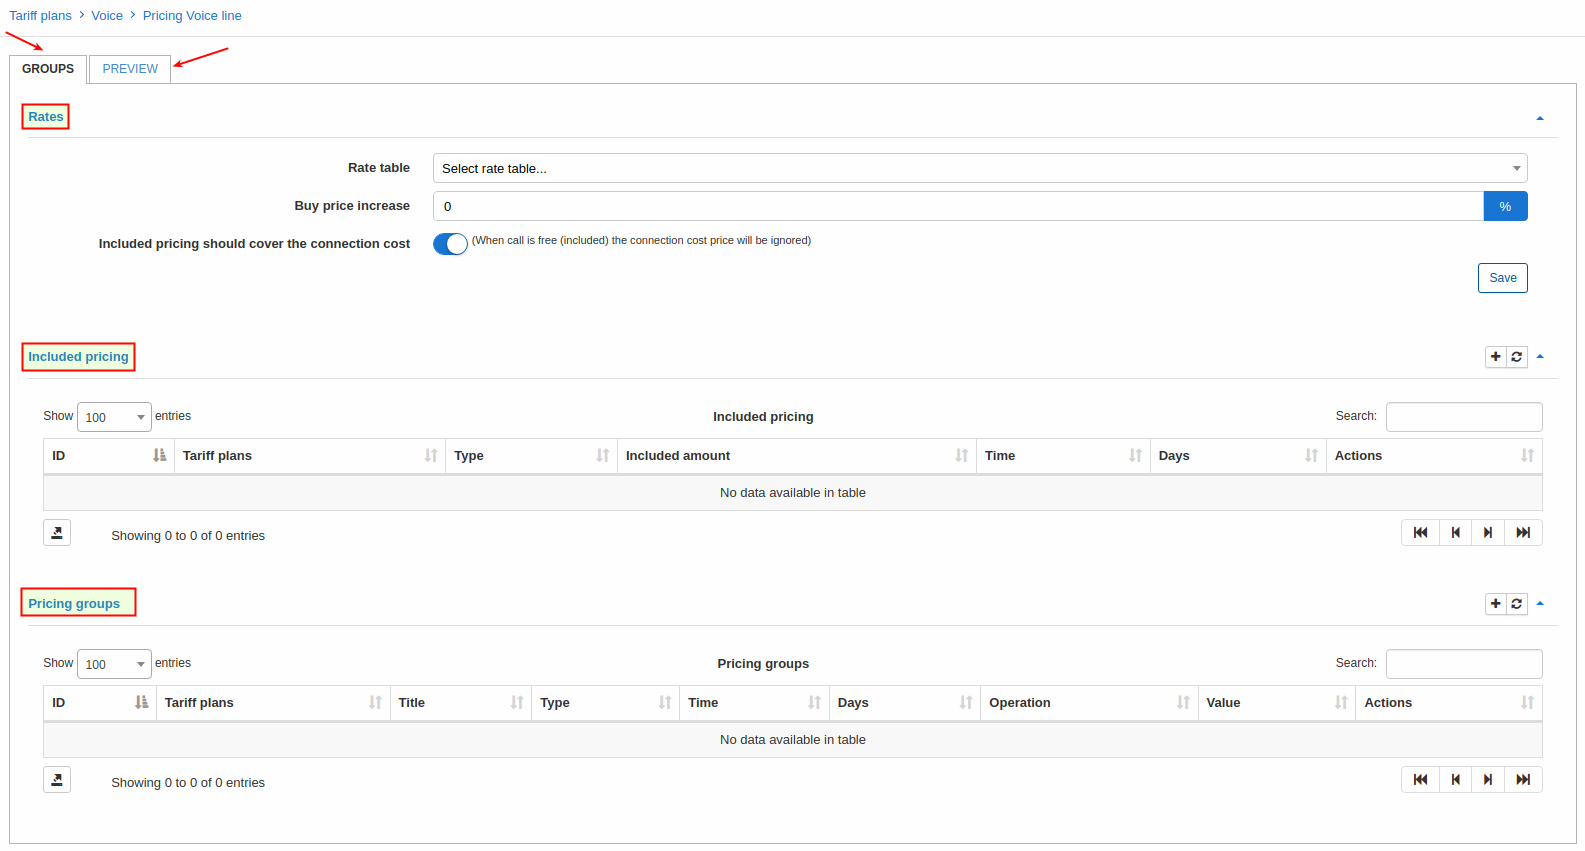 Tariff plans > Voice > Pricing Voice line
GROUPS PREVIEW
Rates
Rate table Select rate table...
Buy price increase 0 %
Included pricing should cover the connection cost (When call is free (included) the connection cost price will be ignored)
Save
Included pricing
Show 100 entries Included pricing Search:
ID Tariff plans Type Included amount Time Days Actions
No data available in table
Showing 0 to 0 of 0 entries
Pricing groups
Show 100 entries Pricing groups Search:
ID Tariff plans Title Type Time Days Operation Value Actions
No data available in table
Showing 0 to 0 of 0 entries